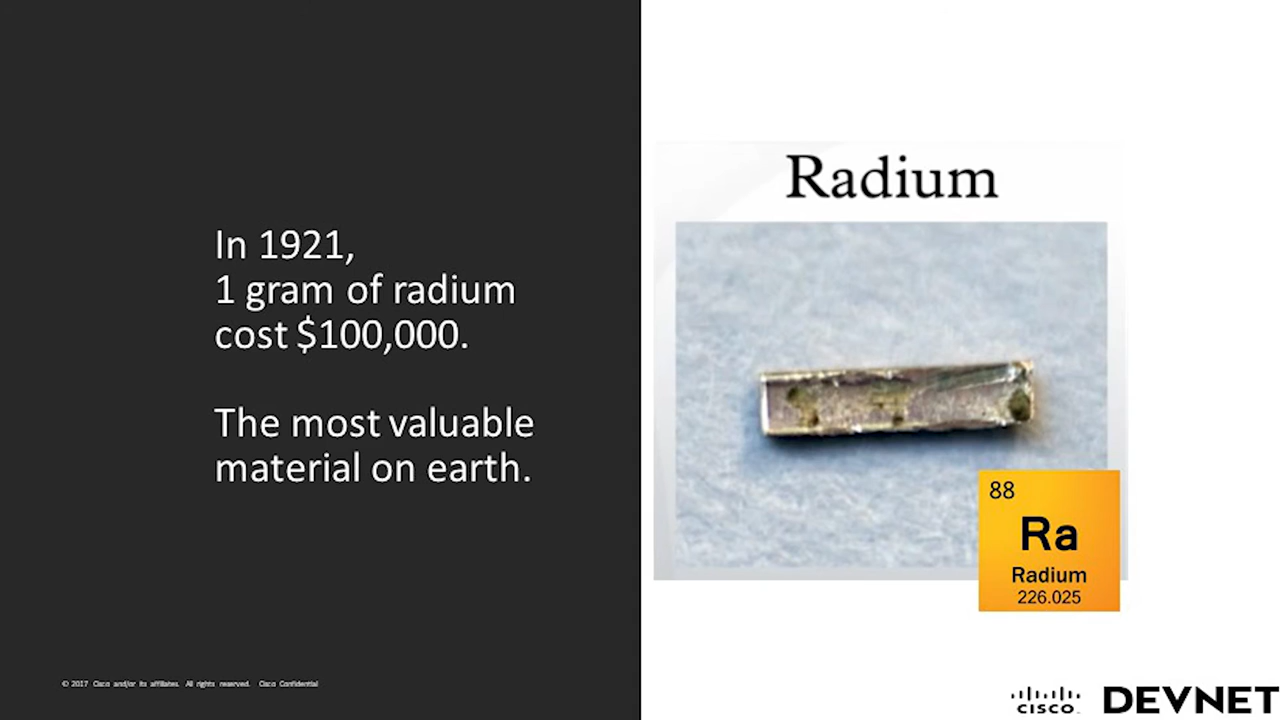 In 1921,
1 gram of radium
cost $100,000.
The most valuable
material on earth.
Radium
88
Ra
Radium
226.025
© 2017 Cisco and/or its affiliates. All rights reserved. Cisco Confidential
CISCO DEVNET